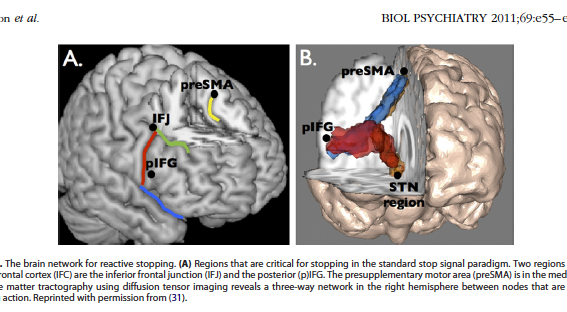 on et al.
BIOL PSYCHIATRY 2011;69:e55–e
A.
preSMA
IFJ
pIFG
B.
preSMA
pIFG
STN
region
. The brain network for reactive stopping. (A) Regions that are critical for stopping in the standard stop signal paradigm. Two regions
rontal cortex (IFC) are the inferior frontal junction (IFJ) and the posterior (p)IFG. The presupplementary motor area (preSMA) is in the med
e matter tractography using diffusion tensor imaging reveals a three-way network in the right hemisphere between nodes that are
action. Reprinted with permission from (31).